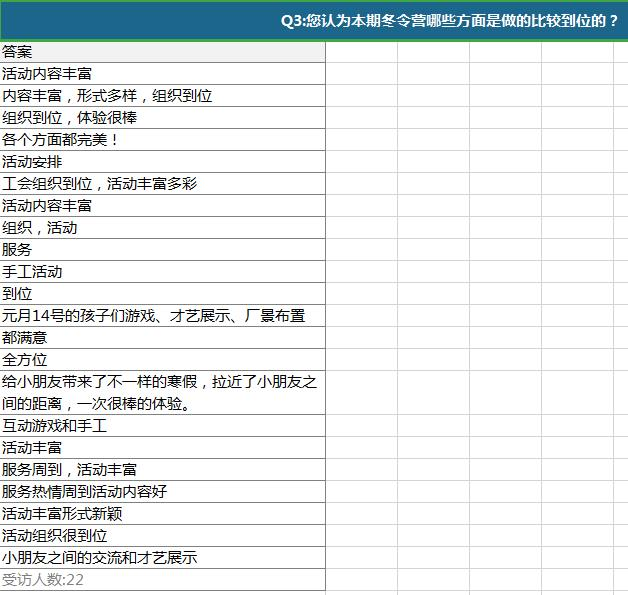 Q3:您认为本期冬令营哪些方面是做的比较到位的？
答案
活动内容丰富
内容丰富，形式多样，组织到位
组织到位，体验很棒
各个方面都完美！
活动安排
工会组织到位，活动丰富多彩
活动内容丰富
组织，活动
服务
手工活动
到位
元月14号的孩子们游戏、才艺展示、厂景布置
都满意
全方位
给小朋友带来了不一样的寒假，拉近了小朋友之
间的距离，一次很棒的体验。
互动游戏和手工
活动丰富
服务周到，活动丰富
服务热情周到活动内容好
活动丰富形式新颖
活动组织很到位
小朋友之间的交流和才艺展示
受访人数:22